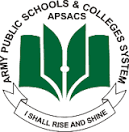 ARMY PUBLIC SCHOOLS & COLLEGES SYSTEM
APSACS
I SHALL RISE AND SHINE